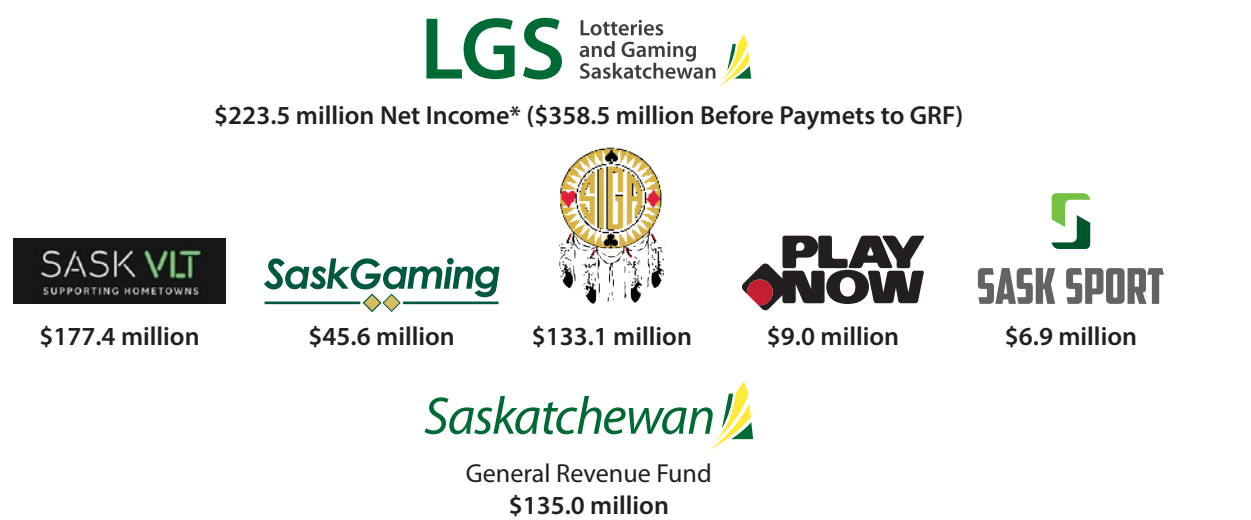 LGS Lotteries
and Gaming
Saskatchewan
$223.5 million Net Income* ($358.5 million Before Paymets to GRF)
SIGA
SASK VLT
SUPPORTING HOMETOWNS
SaskGaming
PLAY
NOW
SASK SPORT
$177.4 million
$45.6 million
$133.1 million
$9.0 million
$6.9 million
Saskatchewan
General Revenue Fund
$135.0 million